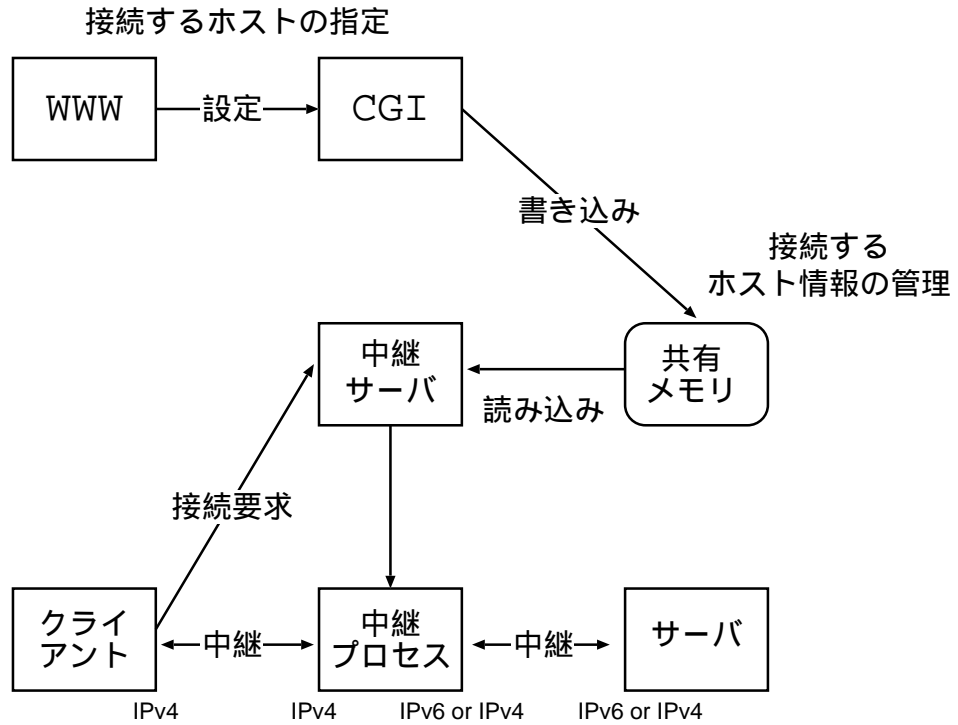 接続するホストの指定
WWW
設定
CGI
書き込み
接続する
ホスト情報の管理
中継
サーバ
共有
メモリ
読み込み
接続要求
クライ
アント
中継
中継
プロセス
中継
サーバ
IPv4
IPv4
IPv6 or IPv4
IPv6 or IPv4